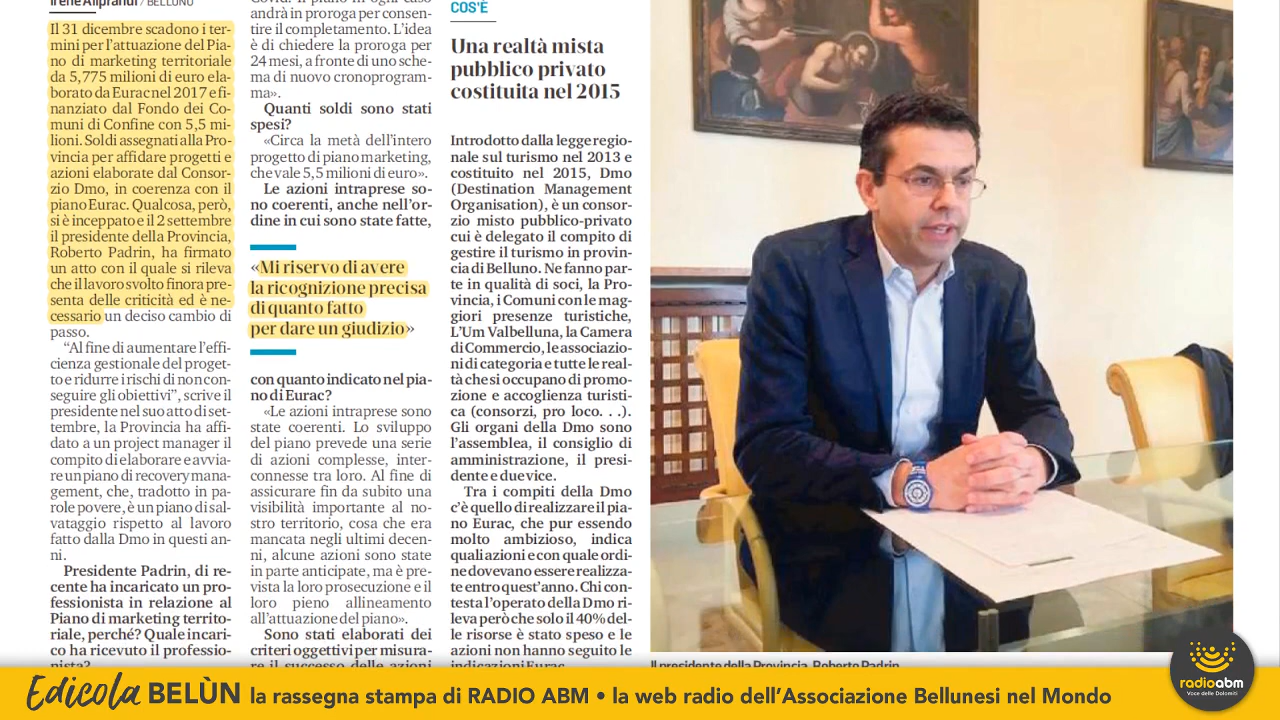 Irene Aliprandi / BELLUNO
Il 31 dicembre scadono i ter-
mini per l'attuazione del Pia-
no di marketing territoriale
da 5,775 milioni di euro ela-
borato da Eurac nel 2017 e fi-
nanziato dal Fondo dei Co-
muni di Confine con 5,5 mi-
lioni. Soldi assegnati alla Pro-
vincia per affidare progetti e
azioni elaborate dal Consor-
zio Dmo, in coerenza con il
piano Eurac. Qualcosa, però,
si è inceppato e il 2 settembre
il presidente della Provincia,
Roberto Padrin, ha firmato
un atto con il quale si rileva
che il lavoro svolto finora pre-
senta delle criticità ed è ne-
cessario un deciso cambio di
passo.
“Al fine di aumentare l'effi-
cienza gestionale del proget-
to e ridurre i rischi di non con-
seguire gli obiettivi”, scrive il
presidente nel suo atto di set-
tembre, la Provincia ha affi-
dato a un project manager il
compito di elaborare e avvia-
re un piano di recovery mana-
gement, che, tradotto in pa-
role povere, è un piano di sal-
vataggio rispetto al lavoro
fatto dalla Dmo in questi an-
ni.
Presidente Padrin, di re-
cente ha incaricato un pro-
fessionista in relazione al
Piano di marketing territo-
riale, perché? Quale incari-
co ha ricevuto il professio-
nista?
Covid. Il piano in ogni caso
andrà in proroga per consen-
tire il completamento. L'idea
è di chiedere la proroga per
24 mesi, a fronte di uno sche-
ma di nuovo cronoprogram-
ma».
Quanti soldi sono stati
spesi?
«Circa la metà dell'intero
progetto di piano marketing,
che vale 5,5 milioni di euro».
Le azioni intraprese so-
no coerenti, anche nell'or-
dine in cui sono state fatte,
«Mi riservo di avere
la ricognizione precisa
di quanto fatto
per dare un giudizio»
con quanto indicato nel pia-
no di Eurac?
«Le azioni intraprese sono
state coerenti. Lo sviluppo
del piano prevede una serie
di azioni complesse, inter-
connesse tra loro. Al fine di
assicurare fin da subito una
visibilità importante al no-
stro territorio, cosa che era
mancata negli ultimi decen-
ni, alcune azioni sono state
in parte anticipate, ma è pre-
vista la loro prosecuzione e il
loro pieno allineamento
all'attuazione del piano».
Sono stati elaborati dei
criteri oggettivi per misura-
re il successo delle azioni
COS'È
Una realtà mista
pubblico privato
costituita nel 2015
Introdotto dalla legge regio-
nale sul turismo nel 2013 e
costituito nel 2015, Dmo
(Destination Management
Organisation), è un consor-
zio misto pubblico-privato
cui è delegato il compito di
gestire il turismo in provin-
cia di Belluno. Ne fanno par-
te in qualità di soci, la Pro-
vincia, i Comuni con le mag-
giori presenze turistiche,
L'Um Valbelluna, la Camera
di Commercio, le associazio-
ni di categoria e tutte le real-
tà che si occupano di promo-
zione e accoglienza turisti-
ca (consorzi, pro loco. . .).
Gli organi della Dmo sono
l'assemblea, il consiglio di
amministrazione, il presi-
dente e due vice.
Tra i compiti della Dmo
c'è quello di realizzare il pia-
no Eurac, che pur essendo
molto ambizioso, indica
quali azioni e con quale ordi-
ne dovevano essere realizza-
te entro quest'anno. Chi con-
testa l'operato della Dmo ri-
leva però che solo il 40% del-
le risorse è stato speso e le
azioni non hanno seguito le
indicazioni Eurac.
Il presidente della Provincia, Roberto Padrin
Edicola BELÙN la rassegna stampa di RADIO ABM • la web radio dell'Associazione Bellunesi nel Mondo
radioabm
Voce delle Dolomiti